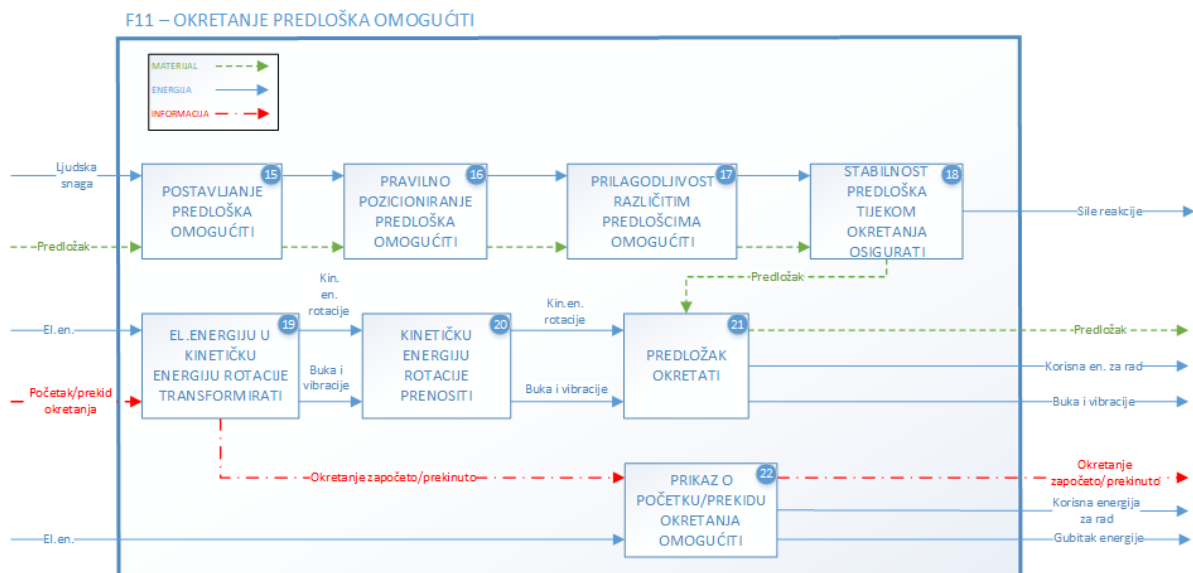 F11 – OKRETANJE PREDLOŠKA OMOGUĆITI
MATERIJAL
ENERGIJA
INFORMACIJA
Ljudska
snaga
Predložak
15
POSTAVLJANJE
PREDLOŠKA
OMOGUĆITI
16
PRAVILNO
POZICIONIRANJE
PREDLOŠKA
OMOGUĆITI
17
PRILAGODLJIVOST
RAZLIČITIM
PREDLOŠCIMA
OMOGUĆITI
18
STABILNOST
PREDLOŠKA
TIJEKOM
OKRETANJA
OSIGURATI
Sile reakcije
Predložak
El.en.
Početak/prekid
okretanja
19
EL.ENERGIJU U
KINETIČKU
ENERGIJU ROTACIJE
TRANSFORMIRATI
Kin.
en.
rotacije
Buka i
vibracije
20
KINETIČKU
ENERGIJU
ROTACIJE
PRENOSITI
Kin.en.
rotacije
Buka i vibracije
21
PREDLOŽAK
OKRETATI
Predložak
Korisna en. za rad
Buka i vibracije
Okretanje započeto/prekinuto
22
PRIKAZ O
POČETKU/PREKIDU
OKRETANJA
OMOGUĆITI
Okretanje
započeto/prekinuto
Korisna energija
za rad
Gubitak energije
El.en.